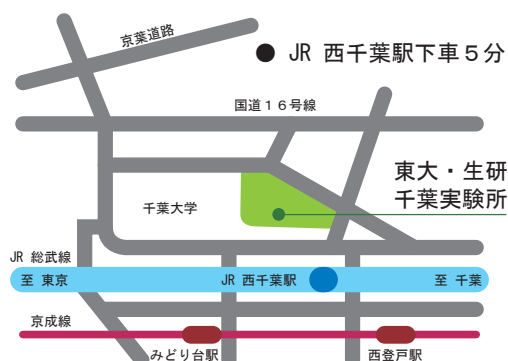 京葉道路
● JR 西千葉駅下車5分
国道16号線
東大・生研
千葉実験所
千葉大学
JR 総武線
至 東京
JR 西千葉駅
至 千葉
京成線
みどり台駅
西登戸駅